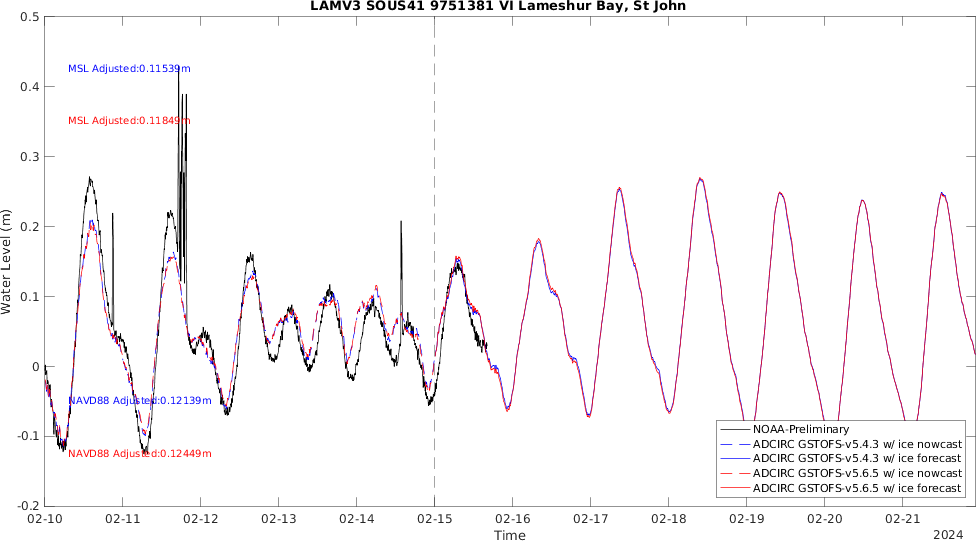 LAMV3 SOUS41 9751381 VI Lameshur Bay, St John
0.5
0.4
0.3
0.2
0.1
0
-0.1
-0.2
Water Level (m)
MSL Adjusted:0.11539m
MSL Adjusted:0.11849m
NAVD88 Adjusted:0.12139m
NAVD88 Adjusted:0.12449m
NOAA-Preliminary
ADCIRC GSTOFS-v5.4.3 w/ ice nowcast
ADCIRC GSTOFS-v5.4.3 w/ ice forecast
ADCIRC GSTOFS-v5.6.5 w/ ice nowcast
ADCIRC GSTOFS-v5.6.5 w/ ice forecast
02-10 02-11 02-12 02-13 02-14 02-15 02-16 02-17 02-18 02-19 02-20 02-21
Time
2024